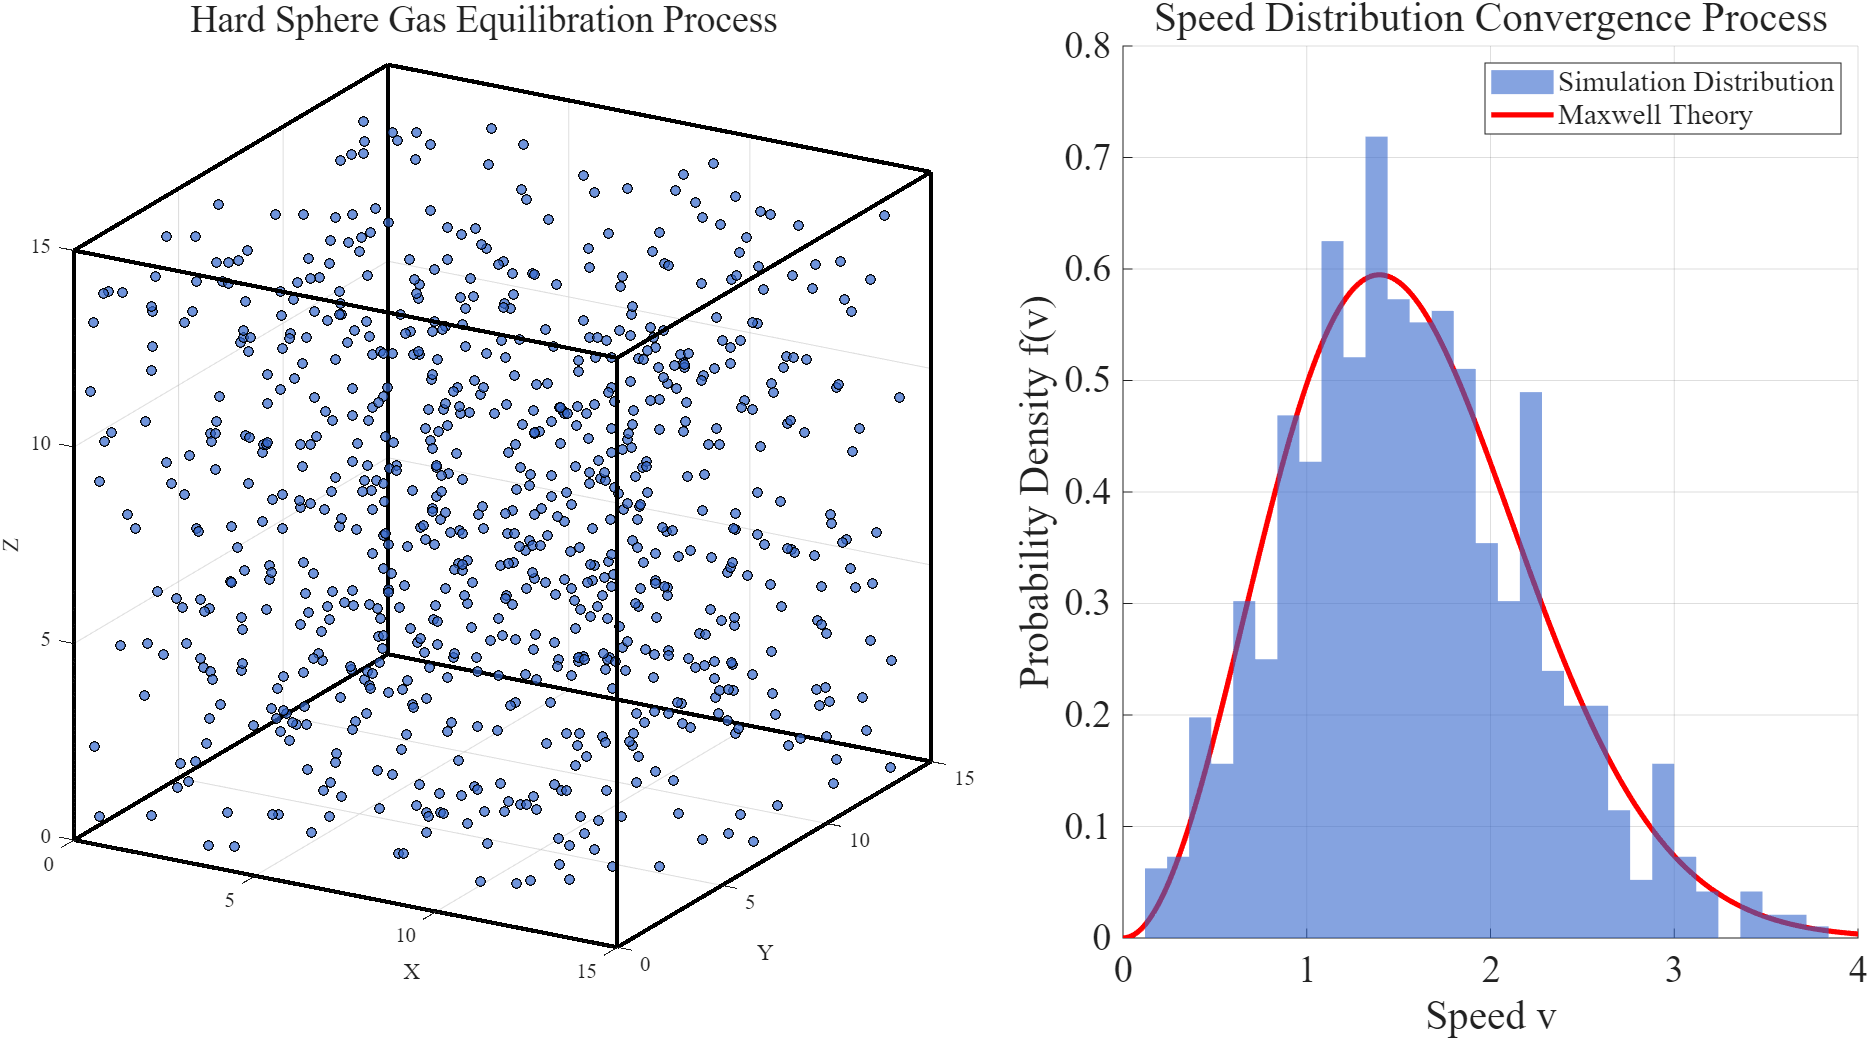 Hard Sphere Gas Equilibration Process
15
10
5
0
Z
0
5
10
15
X
0
5
10
15
Y
Speed Distribution Convergence Process
Simulation Distribution
Maxwell Theory
0.8
0.7
0.6
0.5
0.4
0.3
0.2
0.1
0
Probability Density f(v)
0
1
2
3
4
Speed v